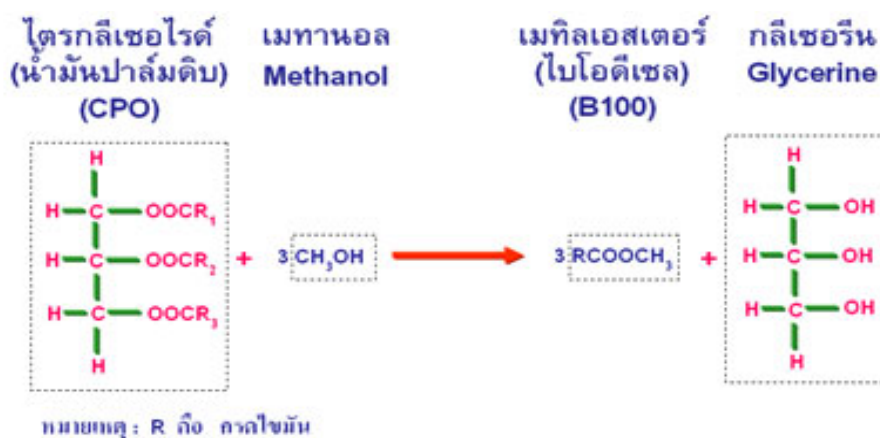 ไตรกลีเซอไรด์
(น้ำมันปาล์มดิบ)
(CPO)
เมทานอล
Methanol
เมทิลเอสเตอร์
(ไบโอดีเซล)
(B100)
กลีเซอรีน
Glycerine
H
H C OOCR₁
H C OOCR₂
H C OOCR₃
H
+
3 CH₃OH
3 RCOOCH₃
+
H
H C OH
H C OH
H C OH
H
หมายเหตุ : R คือ กรดไขมัน